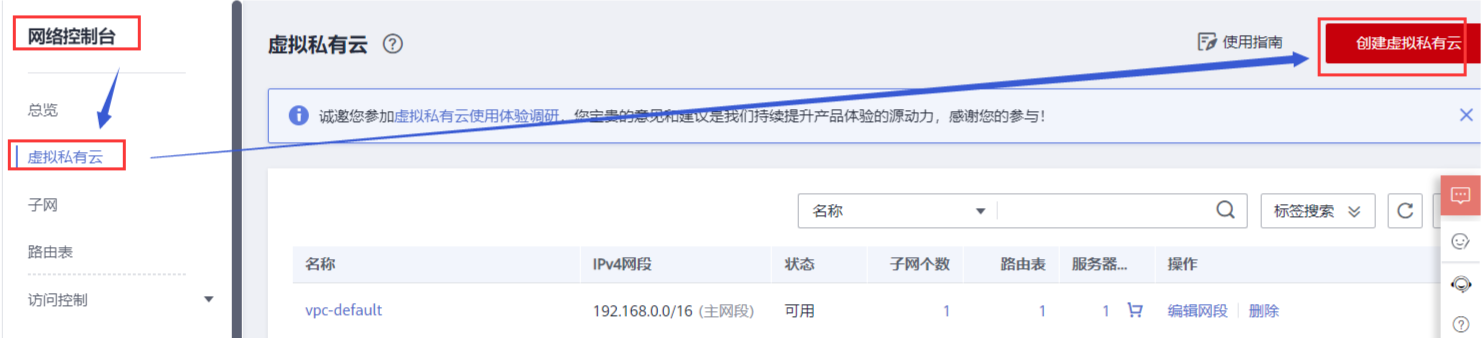 网络控制台
总览
虚拟私有云
子网
路由表
访问控制
虚拟私有云
使用指南
创建虚拟私有云
诚邀您参加虚拟私有云使用体验调研，您宝贵的意见和建议是我们持续提升产品体验的源动力，感谢您的参与！
名称
标签搜索
名称 IPv4网段 状态 子网个数 路由表 服务器... 操作
vpc-default 192.168.0.0/16 (主网段) 可用 1 1 1 编辑网段 删除